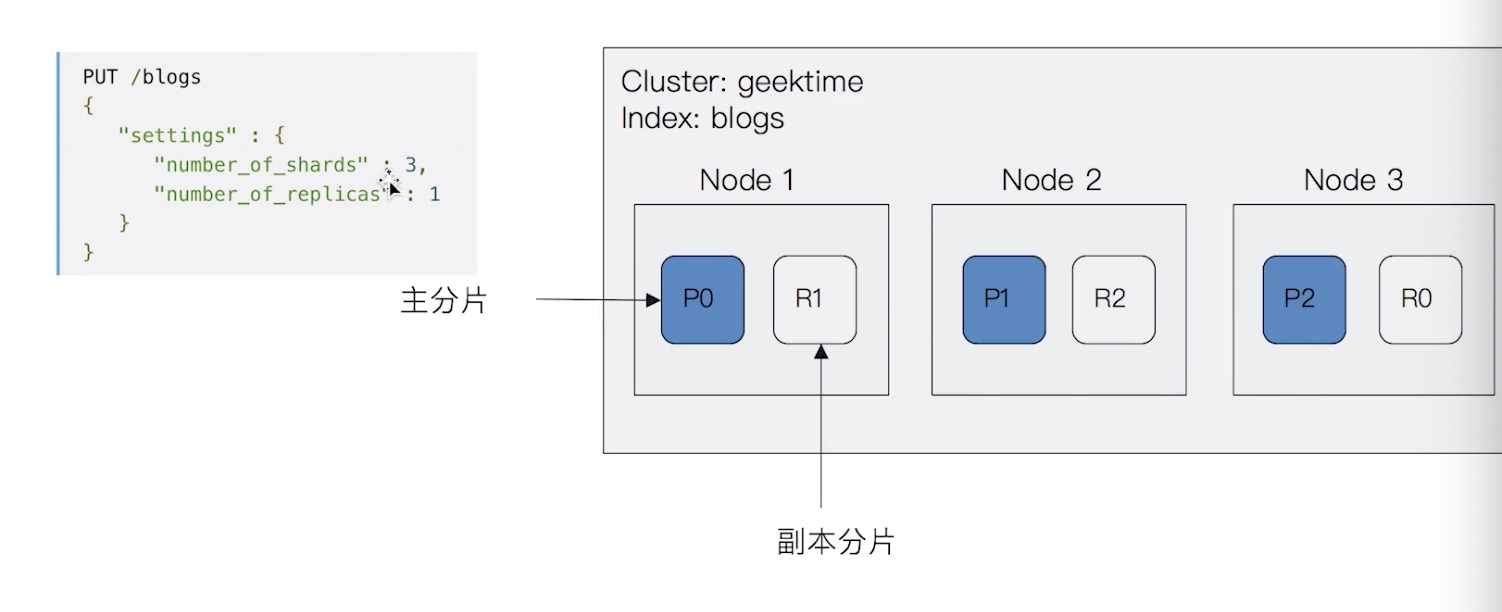 PUT /blogs
{
"settings" : {
"number_of_shards" : 3,
"number_of_replicas" : 1
}
}
主分片
Cluster: geektime
Index: blogs
Node 1
Node 2
Node 3
P0
R1
P1
R2
P2
R0
副本分片